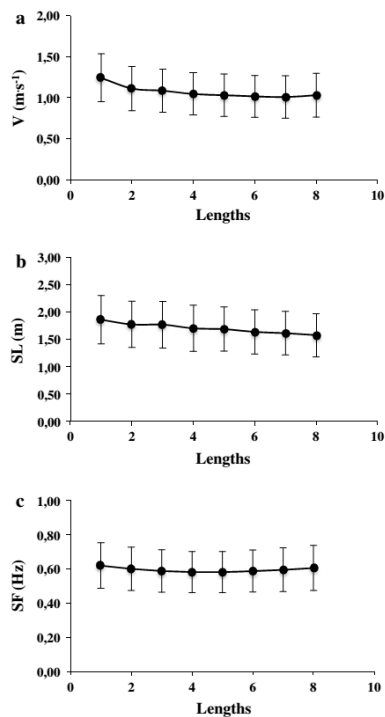 a
2,00
1,50
V (m·s⁻¹)
1,00
0,50
0,00
0 2 4 6 8 10
Lengths
b
3,00
2,50
2,00
SL (m)
1,50
1,00
0,50
0,00
0 2 4 6 8 10
Lengths
c
1,00
0,80
SF (Hz)
0,60
0,40
0,20
0,00
0 2 4 6 8 10
Lengths